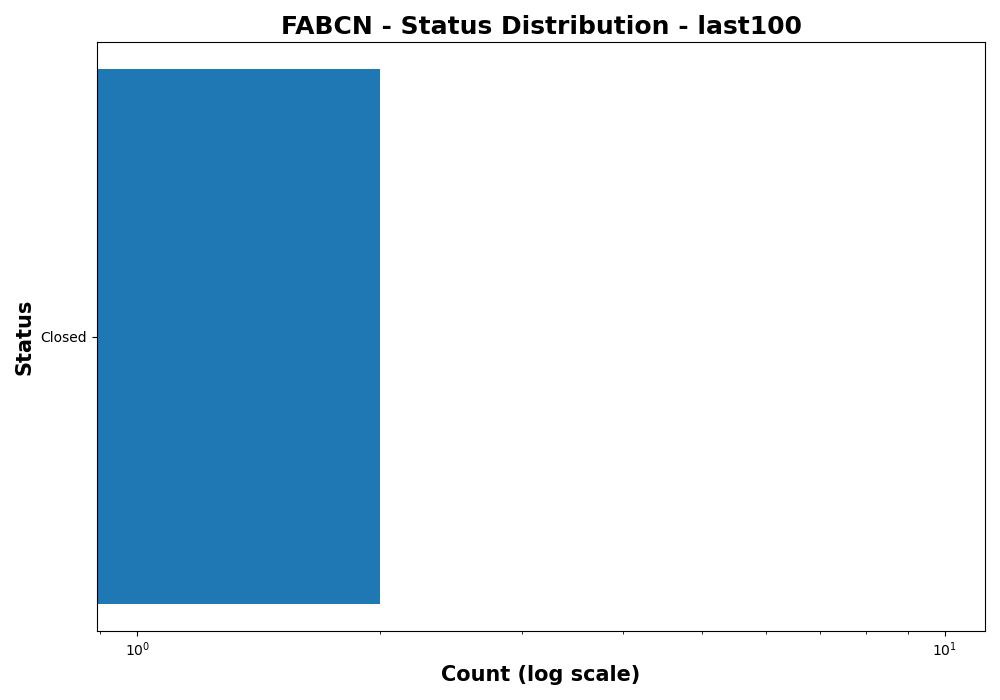 FABCN - Status Distribution - last100
Status
Closed
10⁰
10¹
Count (log scale)